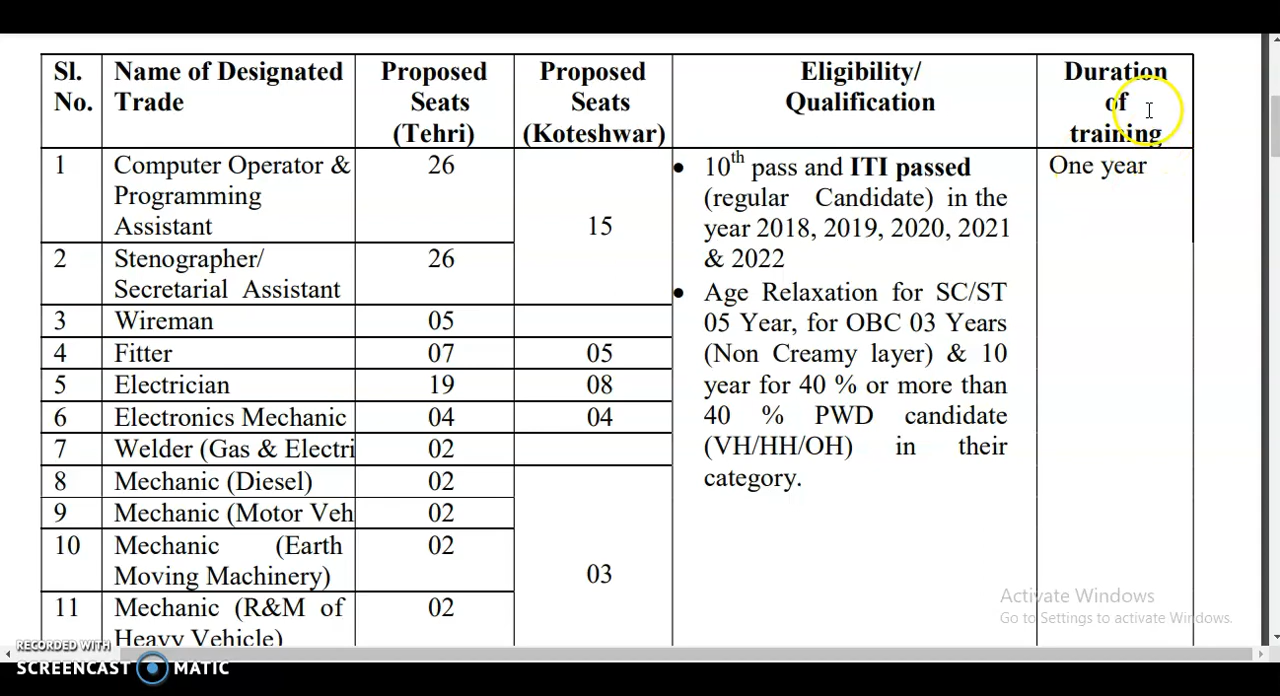 Sl. No. Name of Designated Trade Proposed Seats (Tehri) Proposed Seats (Koteshwar) Eligibility/ Qualification Duration of training
1 Computer Operator & Programming Assistant 26 15
2 Stenographer/ Secretarial Assistant 26
3 Wireman 05
4 Fitter 07 05
5 Electrician 19 08
6 Electronics Mechanic 04 04
7 Welder (Gas & Electri 02
8 Mechanic (Diesel) 02 03
9 Mechanic (Motor Veh 02
10 Mechanic (Earth Moving Machinery) 02
11 Mechanic (R&M of Heavy Vehicle) 02
• 10th pass and ITI passed
(regular Candidate) in the
year 2018, 2019, 2020, 2021
& 2022
• Age Relaxation for SC/ST
05 Year, for OBC 03 Years
(Non Creamy layer) & 10
year for 40 % or more than
40 % PWD candidate
(VH/HH/OH) in their
category.
One year
Activate Windows
Go to Settings to activate Windows.
RECORDED WITH
SCREENCAST MATIC